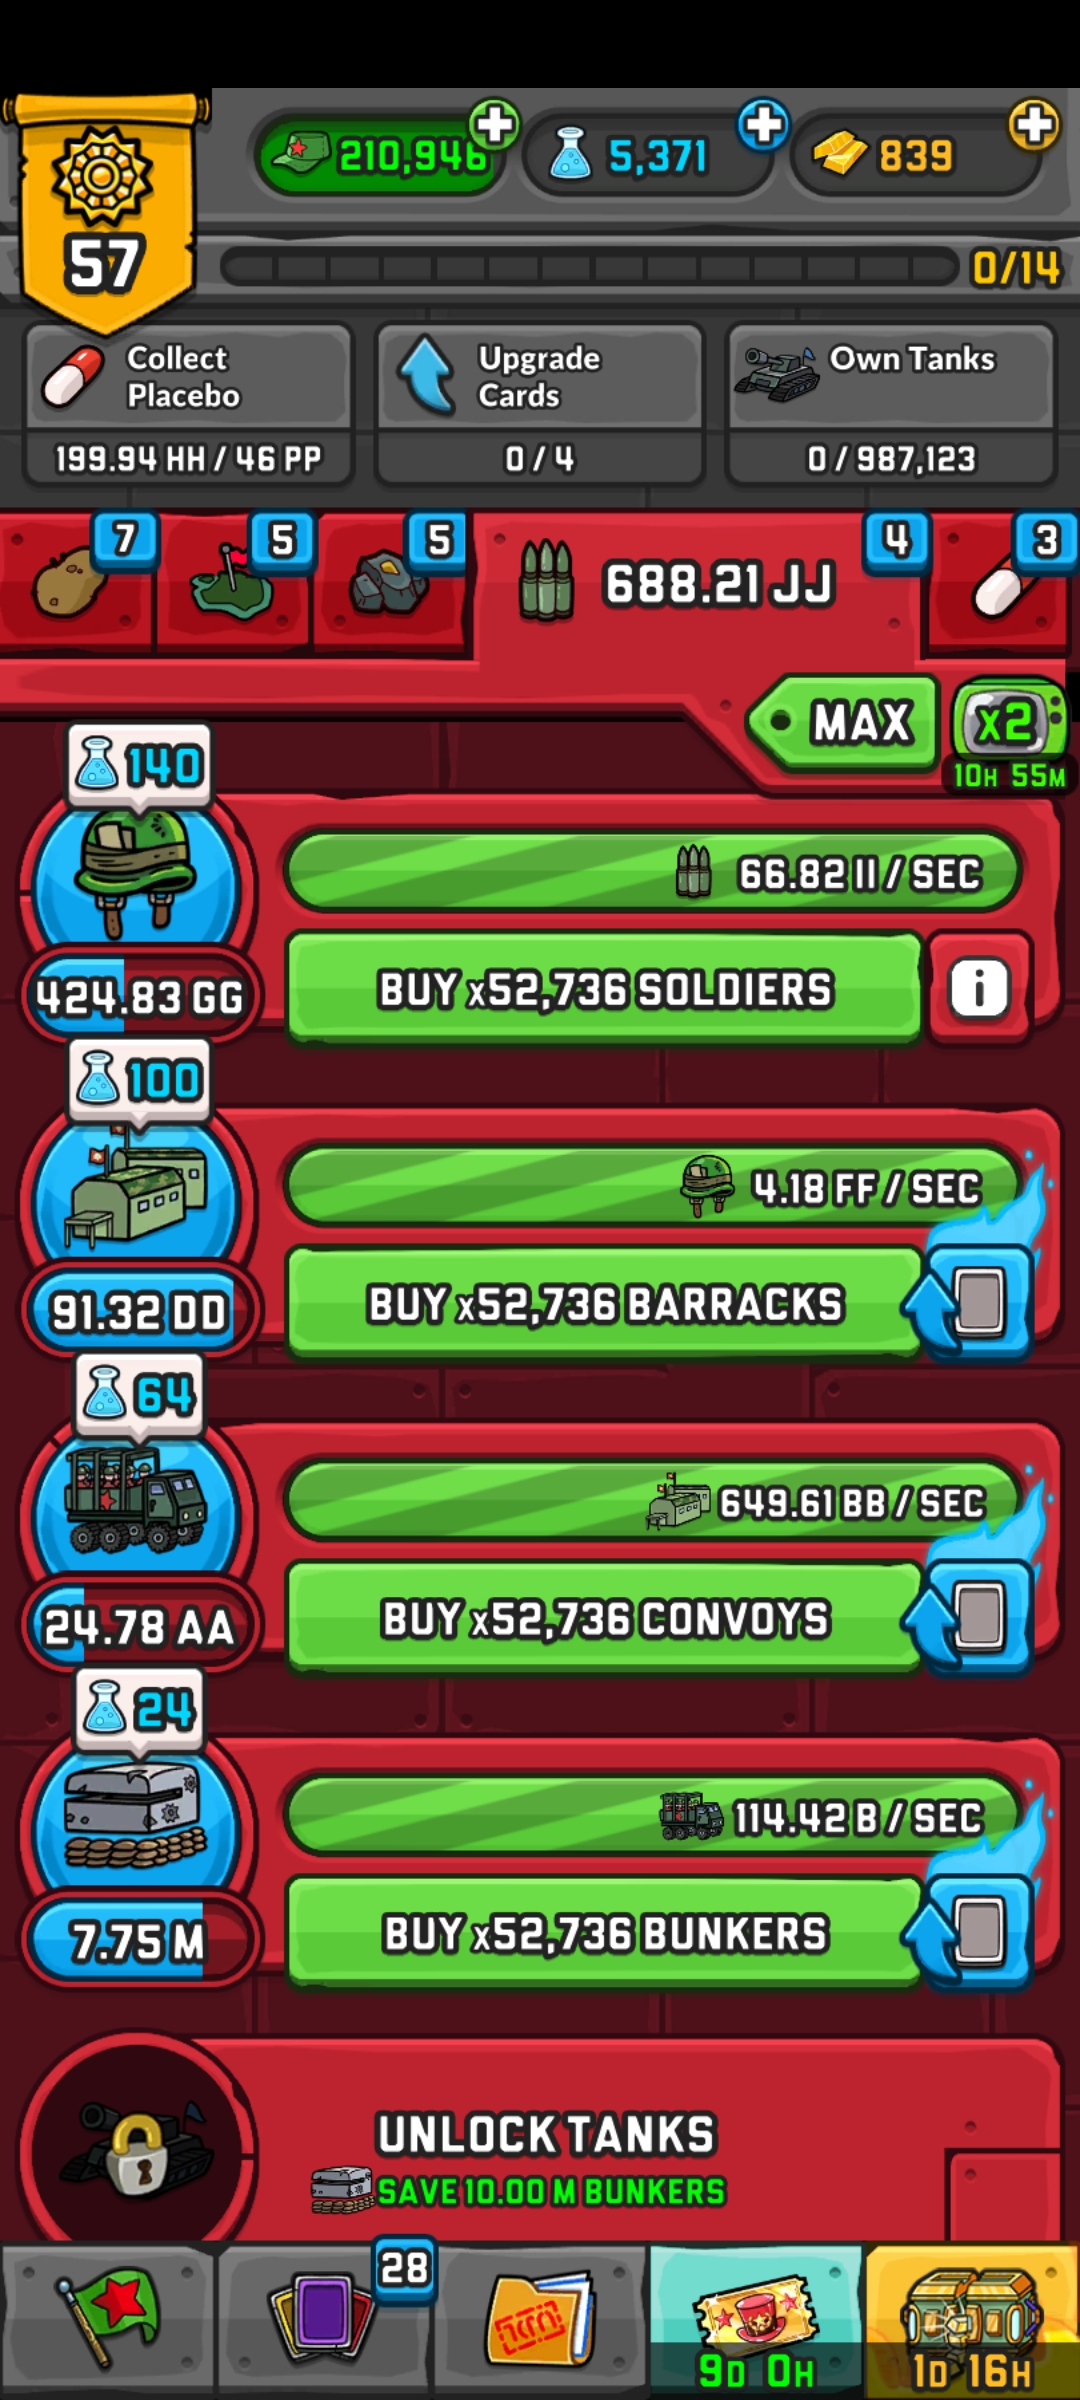 210,946
5,371
839
57
0/14
Collect
Placebo
Upgrade
Cards
Own Tanks
199.94 HH / 46 PP
0 / 4
0 / 987,123
7
5
5
688.21 JJ
4
3
MAX
x2
10H 55M
140
66.82 II / SEC
424.83 GG
BUY x52,736 SOLDIERS
i
100
4.18 FF / SEC
91.32 DD
BUY x52,736 BARRACKS
64
649.61 BB / SEC
24.78 AA
BUY x52,736 CONVOYS
24
114.42 B / SEC
7.75 M
BUY x52,736 BUNKERS
UNLOCK TANKS
SAVE 10.00 M BUNKERS
28
9D 0H
1D 16H